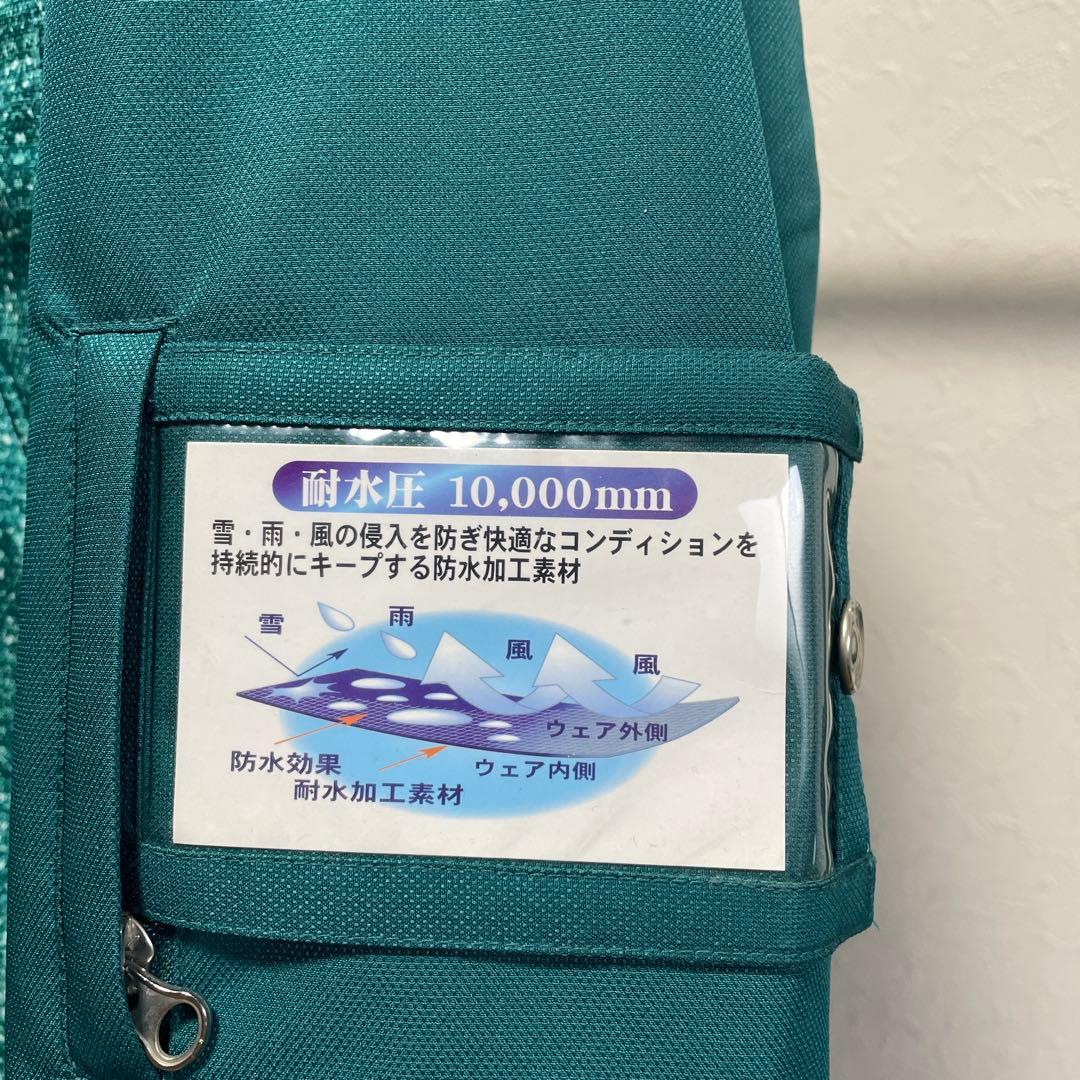 耐水圧 10,000mm
雪・雨・風の侵入を防ぎ快適なコンディションを
持続的にキープする防水加工素材
雪
雨
風
風
ウェア外側
防水効果
ウェア内側
耐水加工素材